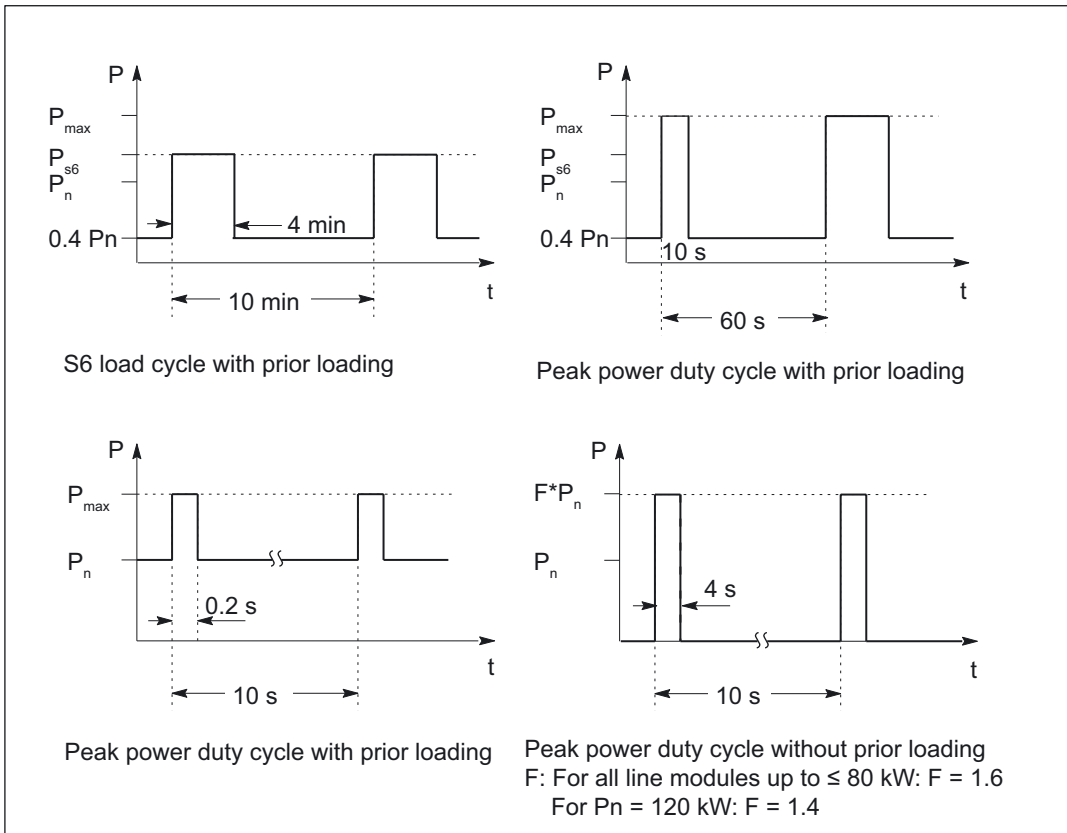 P
P_max
P_s6
P_n
0.4 Pn
4 min
10 min
t
S6 load cycle with prior loading
P
P_max
P_s6
P_n
0.4 Pn
10 s
60 s
t
Peak power duty cycle with prior loading
P
P_max
P_n
0.2 s
10 s
t
Peak power duty cycle with prior loading
P
F*P_n
P_n
4 s
10 s
t
Peak power duty cycle without prior loading
F: For all line modules up to ≤ 80 kW: F = 1.6
For Pn = 120 kW: F = 1.4